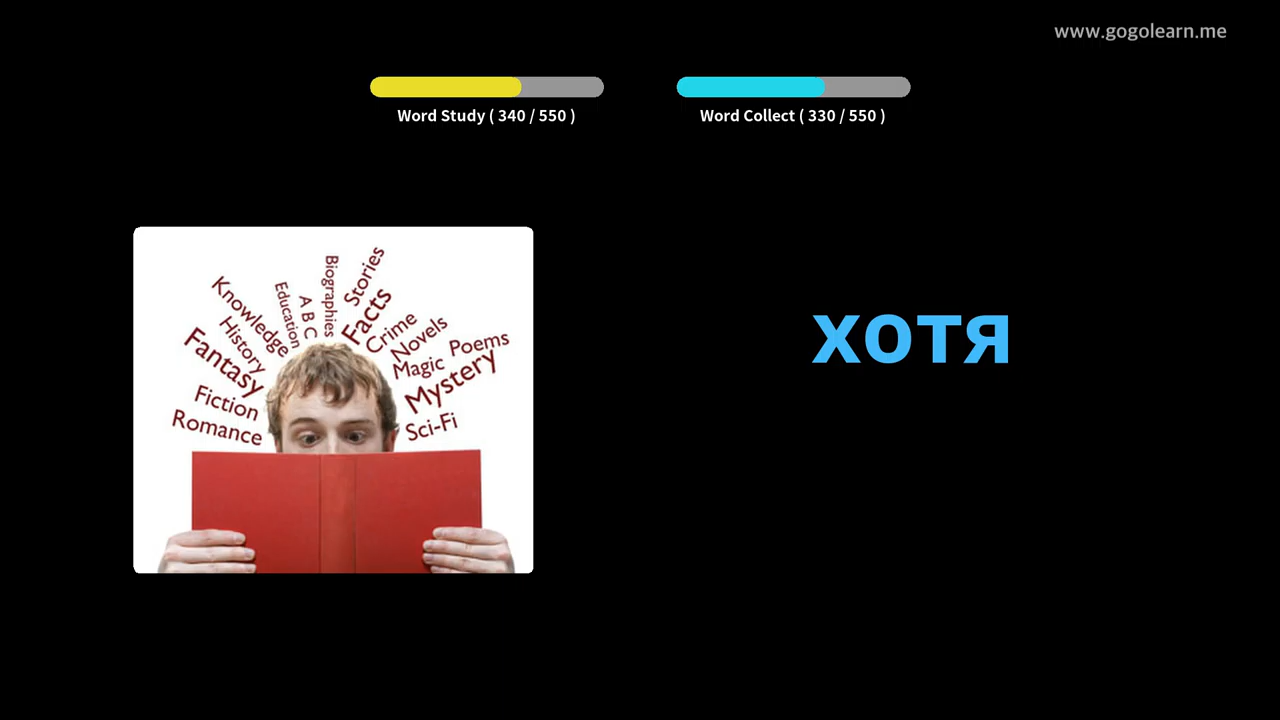 www.gogolearn.me
Word Study ( 340 / 550 )
Word Collect ( 330 / 550 )
Biographies
Stories
Education
A B C
Facts
Knowledge
Crime
History
Novels
Poems
Fantasy
Magic
Mystery
Fiction
Romance
Sci-Fi
хотя